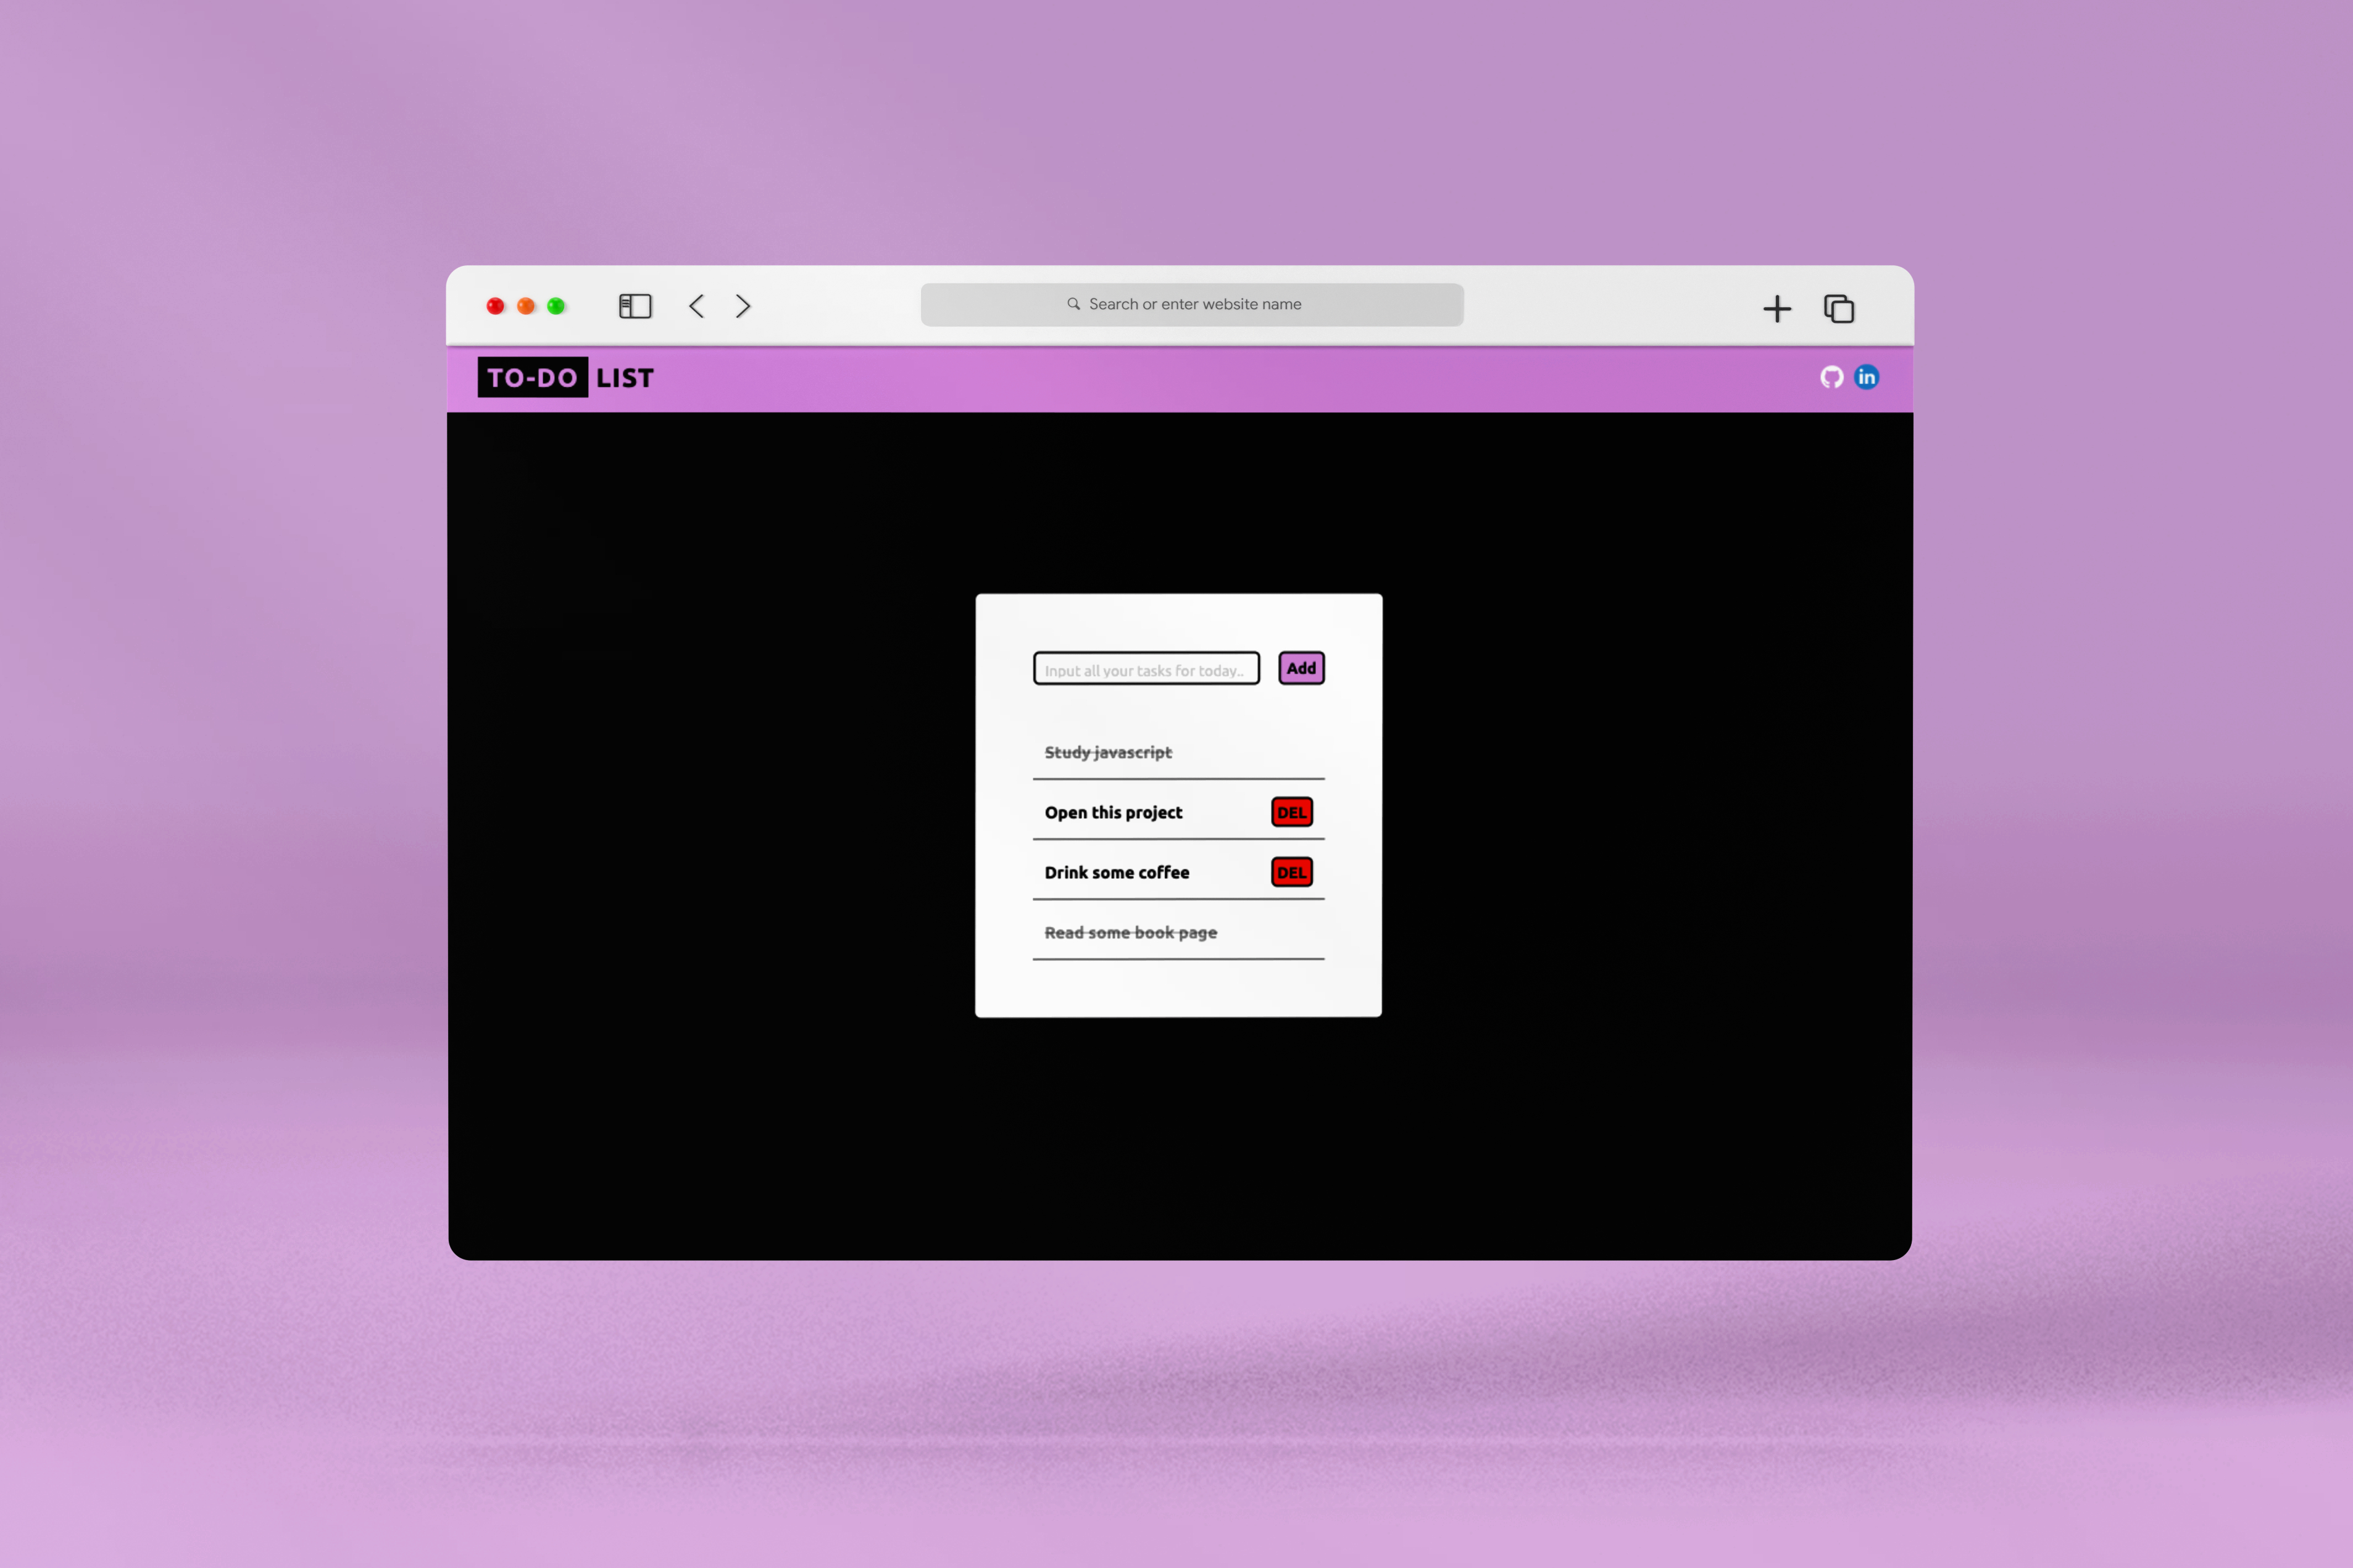 Search or enter website name
TO-DO LIST
in
Input all your tasks for today..
Add
Study javascript
Open this project
DEL
Drink some coffee
DEL
Read some book page